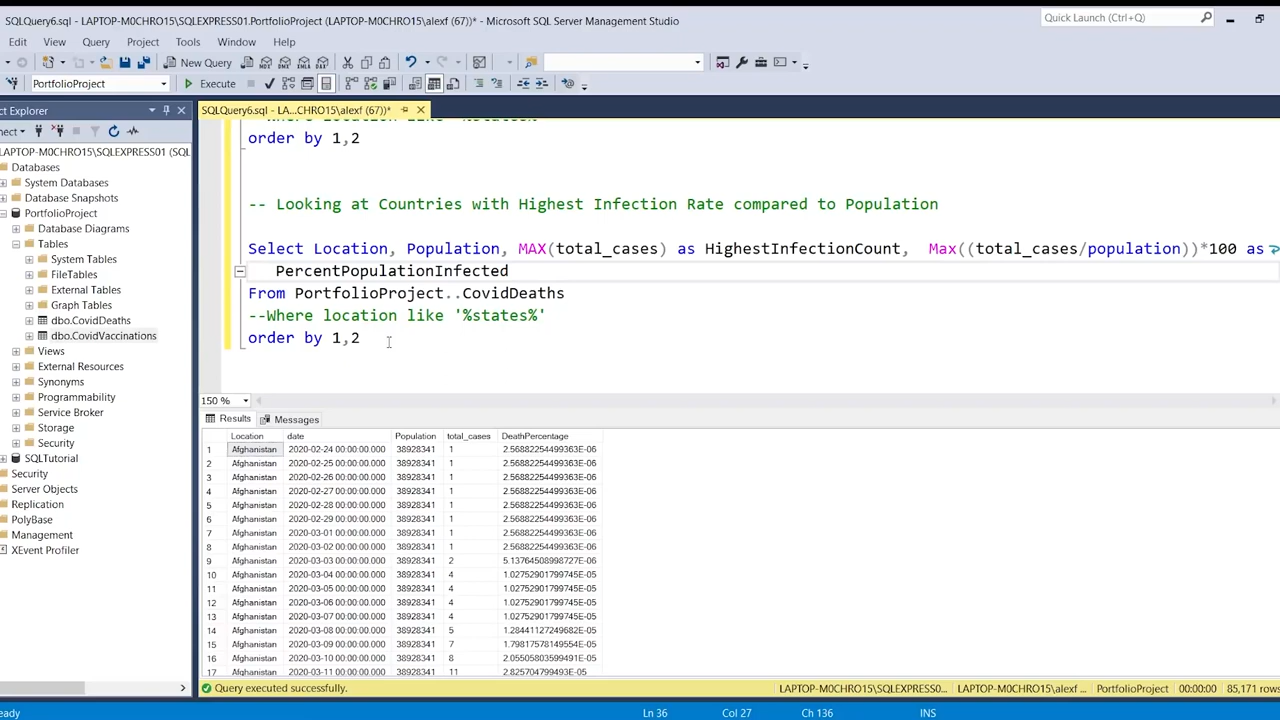 SQLQuery6.sql - LAPTOP-M0CHRO15\SQLEXPRESS01.PortfolioProject (LAPTOP-M0CHRO15\alexf (67))* - Microsoft SQL Server Management Studio
Quick Launch (Ctrl+Q)
Edit View Query Project Tools Window Help
New Query
PortfolioProject Execute
ct Explorer
SQLQuery6.sql - LA...CHRO15\alexf (67))*
nect
LAPTOP-M0CHRO15\SQLEXPRESS01 (SQL
Databases
System Databases
Database Snapshots
PortfolioProject
Database Diagrams
Tables
System Tables
FileTables
External Tables
Graph Tables
dbo.CovidDeaths
dbo.CovidVaccinations
Views
External Resources
Synonyms
Programmability
Service Broker
Storage
Security
SQLTutorial
Security
Server Objects
Replication
PolyBase
Management
XEvent Profiler
order by 1,2
-- Looking at Countries with Highest Infection Rate compared to Population
Select Location, Population, MAX(total_cases) as HighestInfectionCount, Max((total_cases/population))*100 as
PercentPopulationInfected
From PortfolioProject..CovidDeaths
--Where location like '%states%'
order by 1,2
150 %
Results Messages
Location date Population total_cases DeathPercentage
1 Afghanistan 2020-02-24 00:00:00.000 38928341 1 2.56882254499363E-06
2 Afghanistan 2020-02-25 00:00:00.000 38928341 1 2.56882254499363E-06
3 Afghanistan 2020-02-26 00:00:00.000 38928341 1 2.56882254499363E-06
4 Afghanistan 2020-02-27 00:00:00.000 38928341 1 2.56882254499363E-06
5 Afghanistan 2020-02-28 00:00:00.000 38928341 1 2.56882254499363E-06
6 Afghanistan 2020-02-29 00:00:00.000 38928341 1 2.56882254499363E-06
7 Afghanistan 2020-03-01 00:00:00.000 38928341 1 2.56882254499363E-06
8 Afghanistan 2020-03-02 00:00:00.000 38928341 1 2.56882254499363E-06
9 Afghanistan 2020-03-03 00:00:00.000 38928341 2 5.13764508998727E-06
10 Afghanistan 2020-03-04 00:00:00.000 38928341 4 1.02752901799745E-05
11 Afghanistan 2020-03-05 00:00:00.000 38928341 4 1.02752901799745E-05
12 Afghanistan 2020-03-06 00:00:00.000 38928341 4 1.02752901799745E-05
13 Afghanistan 2020-03-07 00:00:00.000 38928341 4 1.02752901799745E-05
14 Afghanistan 2020-03-08 00:00:00.000 38928341 5 1.28441127249682E-05
15 Afghanistan 2020-03-09 00:00:00.000 38928341 7 1.79817578149554E-05
16 Afghanistan 2020-03-10 00:00:00.000 38928341 8 2.05505803599491E-05
17 Afghanistan 2020-03-11 00:00:00.000 38928341 11 2.825704799493E-05
Query executed successfully. LAPTOP-M0CHRO15\SQLEXPRESS0... LAPTOP-M0CHRO15\alexf ... PortfolioProject 00:00:00 85,171 rows
eady Ln 36 Col 27 Ch 136 INS